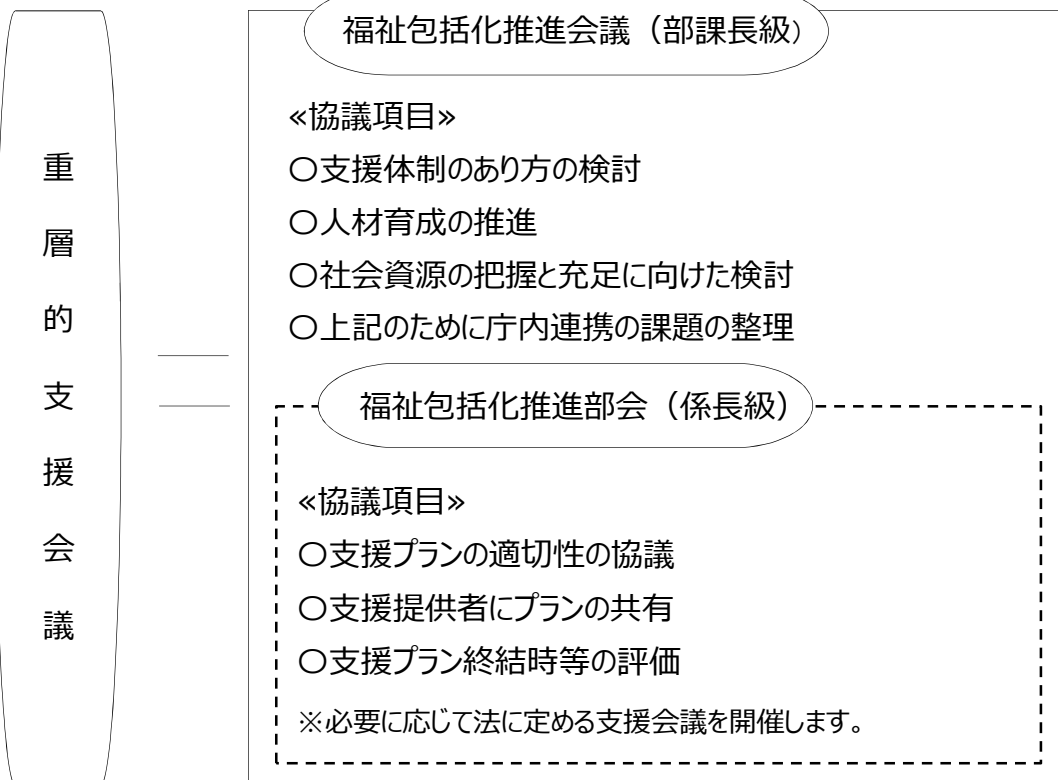 重層的支援会議
福祉包括化推進会議（部課長級）
«協議項目»
〇支援体制のあり方の検討
〇人材育成の推進
〇社会資源の把握と充足に向けた検討
〇上記のために庁内連携の課題の整理
福祉包括化推進部会（係長級）
«協議項目»
〇支援プランの適切性の協議
〇支援提供者にプランの共有
〇支援プラン終結時等の評価
※必要に応じて法に定める支援会議を開催します。